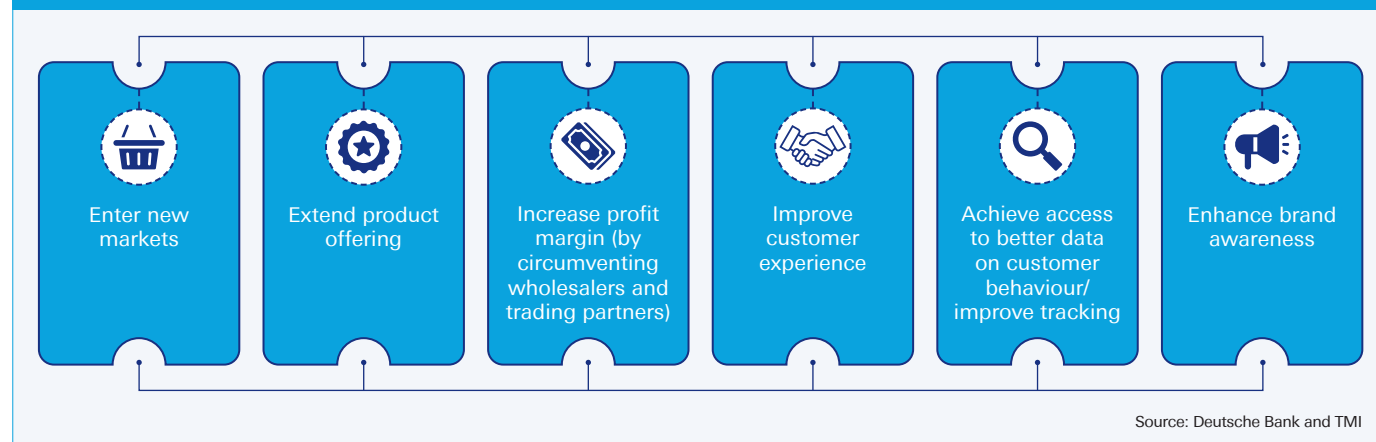 Enter new
markets
Extend product
offering
Increase profit
margin (by
circumventing
wholesalers and
trading partners)
Improve
customer
experience
Achieve access
to better data
on customer
behaviour/
improve tracking
Enhance brand
awareness
Source: Deutsche Bank and TMI